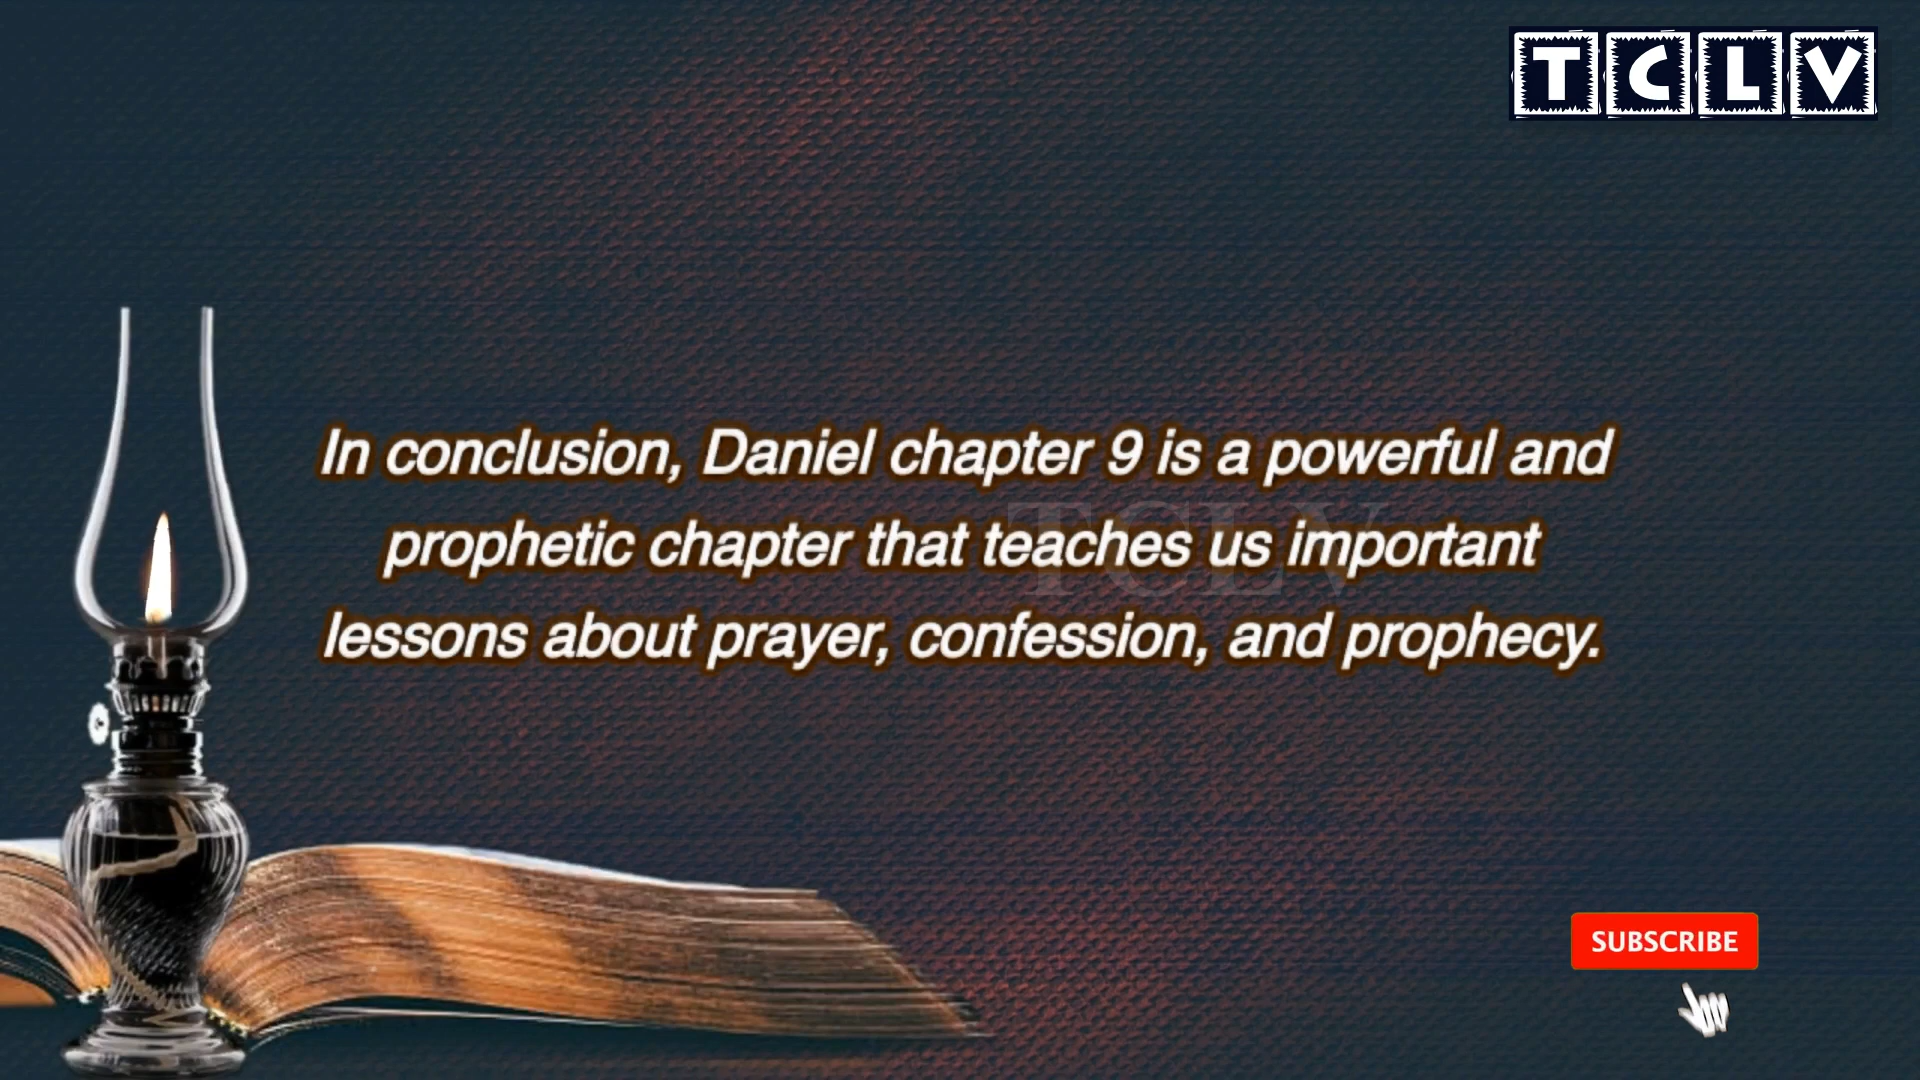 TCLV
In conclusion, Daniel chapter 9 is a powerful and
prophetic chapter that teaches us important
TCLV
lessons about prayer, confession, and prophecy.
SUBSCRIBE